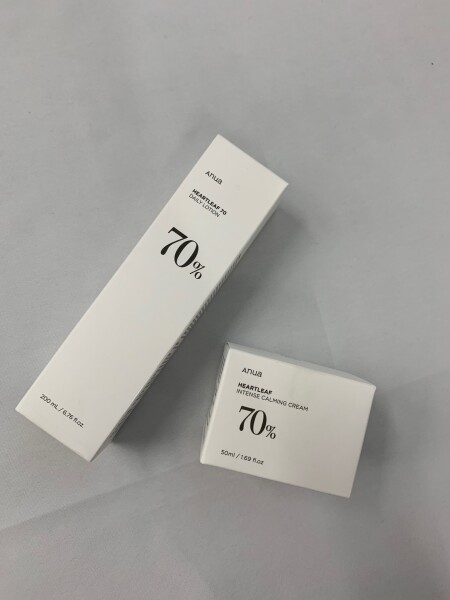 Anua
HEARTLEAF 70
DAILY LOTION
70%
200 mL / 6.76 fl.oz.
Anua
HEARTLEAF
INTENSE CALMING CREAM
70%
50ml / 1.69 fl.oz